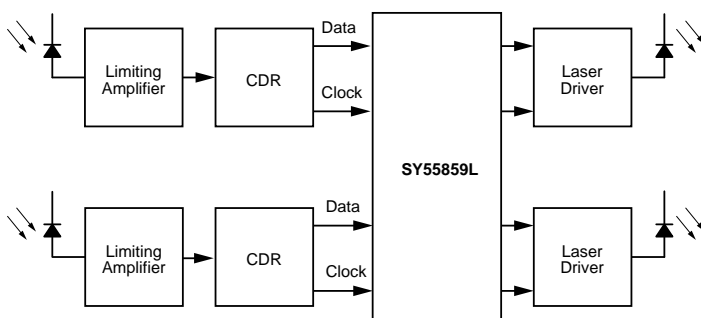 Data
Limiting
Amplifier
CDR
Clock
Laser
Driver
SY55859L
Data
Limiting
Amplifier
CDR
Clock
Laser
Driver